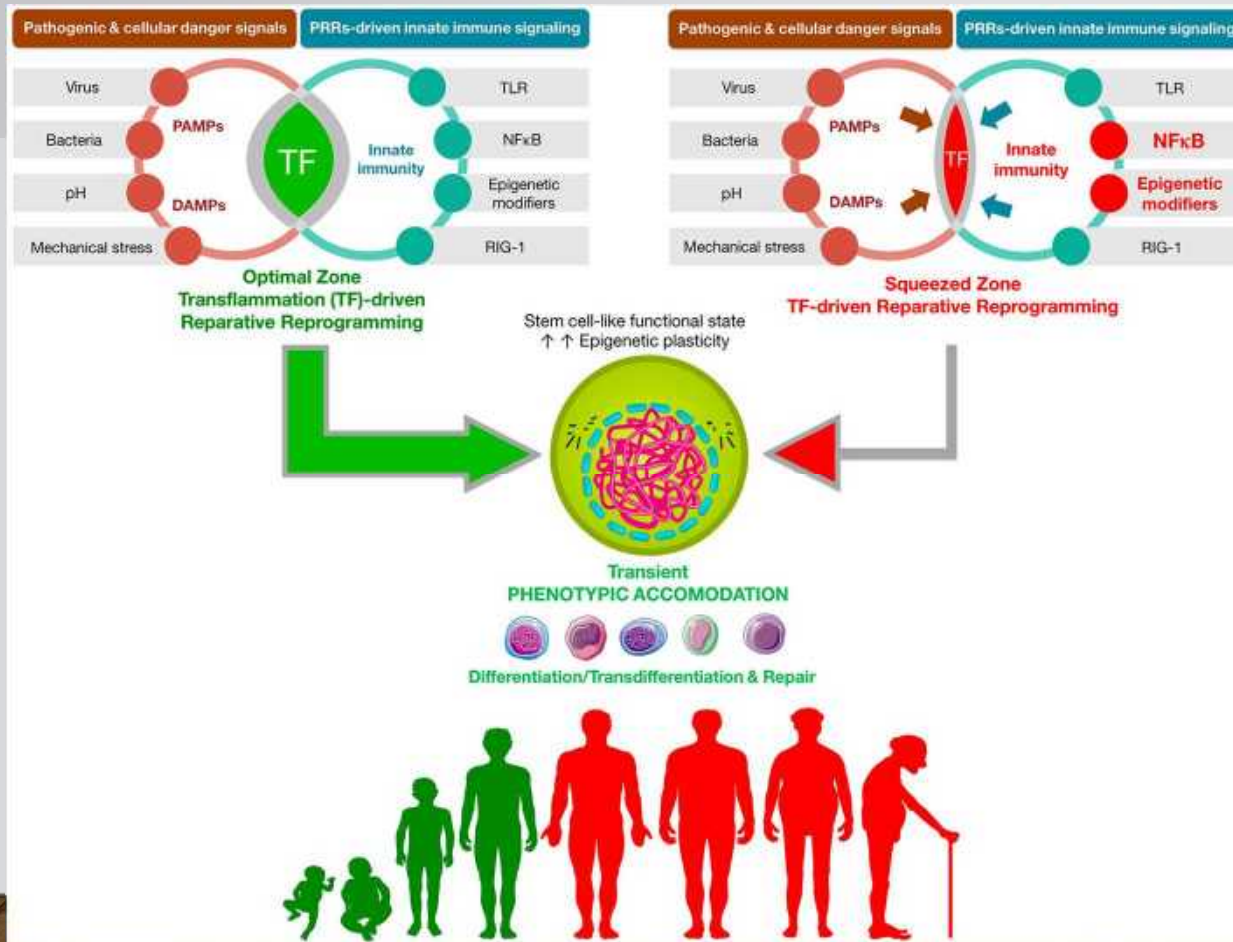 Pathogenic & cellular danger signals
PRRs-driven innate immune signaling
Virus
Bacteria
pH
Mechanical stress
PAMPs
DAMPs
TF
Innate
immunity
TLR
NFκB
Epigenetic
modifiers
RIG-1
Optimal Zone
Transflammation (TF)-driven
Reparative Reprogramming
Pathogenic & cellular danger signals
PRRs-driven innate immune signaling
Virus
Bacteria
pH
Mechanical stress
PAMPs
DAMPs
TF
Innate
immunity
TLR
NFκB
Epigenetic
modifiers
RIG-1
Squeezed Zone
TF-driven Reparative Reprogramming
Stem cell-like functional state
↑ ↑ Epigenetic plasticity
Transient
PHENOTYPIC ACCOMODATION
Differentiation/Transdifferentiation & Repair